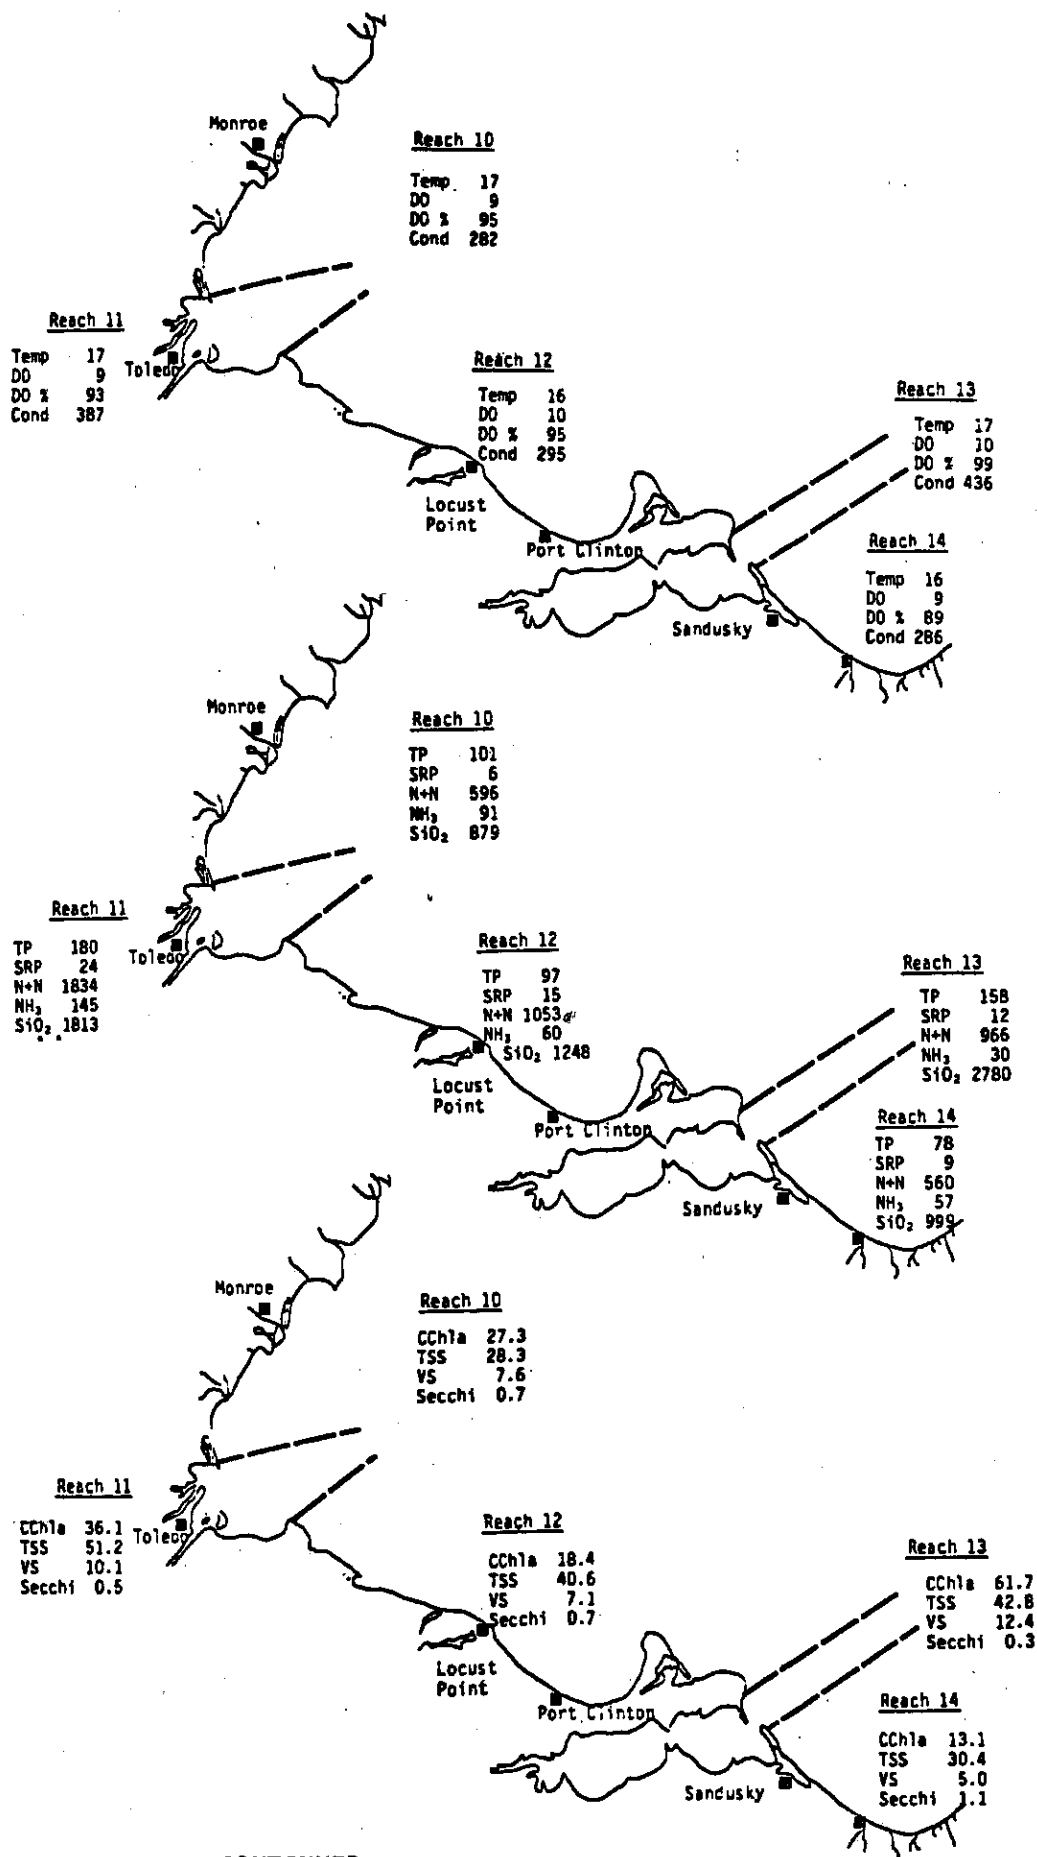 Monroe
Reach 10
Temp 17
DO 9
DO % 95
Cond 282
Reach 11
Temp 17
DO 9
DO % 93
Cond 387
Toledo
Reach 12
Temp 16
DO 10
DO % 95
Cond 295
Locust
Point
Port Clinton
Reach 13
Temp 17
DO 10
DO % 99
Cond 436
Reach 14
Temp 16
DO 9
DO % 89
Cond 286
Sandusky
Monroe
Reach 10
TP 101
SRP 6
N+N 596
NH₃ 91
SiO₂ 879
Reach 11
TP 180
SRP 24
N+N 1834
NH₃ 145
SiO₂ 1813
Toledo
Reach 12
TP 97
SRP 15
N+N 1053
NH₃ 60
SiO₂ 1248
Locust
Point
Port Clinton
Reach 13
TP 158
SRP 12
N+N 966
NH₃ 30
SiO₂ 2780
Reach 14
TP 78
SRP 9
N+N 560
NH₃ 57
SiO₂ 999
Sandusky
Monroe
Reach 10
CChla 27.3
TSS 28.3
VS 7.6
Secchi 0.7
Reach 11
CChla 36.1
TSS 51.2
VS 10.1
Secchi 0.5
Toledo
Reach 12
CChla 18.4
TSS 40.6
VS 7.1
Secchi 0.7
Locust
Point
Port Clinton
Reach 13
CChla 61.7
TSS 42.8
VS 12.4
Secchi 0.3
Reach 14
CChla 13.1
TSS 30.4
VS 5.0
Secchi 1.1
Sandusky